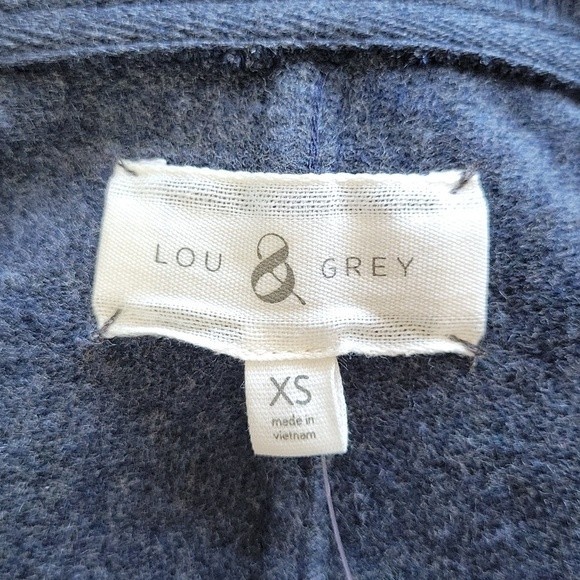 LOU & GREY
XS
made in
vietnam